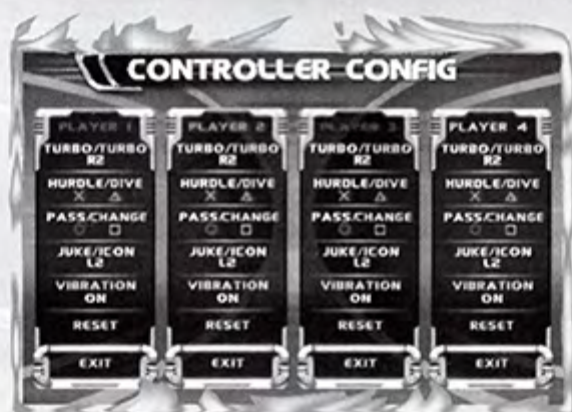 CONTROLLER CONFIG
PLAYER 1 PLAYER 2 PLAYER 3 PLAYER 4
TURBO/TURBO TURBO/TURBO TURBO/TURBO TURBO/TURBO
R2 R2 R2 R2
HURDLE/DIVE HURDLE/DIVE HURDLE/DIVE HURDLE/DIVE
X △ X △ X △ X △
PASS/CHANGE PASS/CHANGE PASS/CHANGE PASS/CHANGE
○ □ ○ □ ○ □ ○ □
JUKE/ICON JUKE/ICON JUKE/ICON JUKE/ICON
L2 L2 L2 L2
VIBRATION VIBRATION VIBRATION VIBRATION
ON ON ON ON
RESET RESET RESET RESET
EXIT EXIT EXIT EXIT